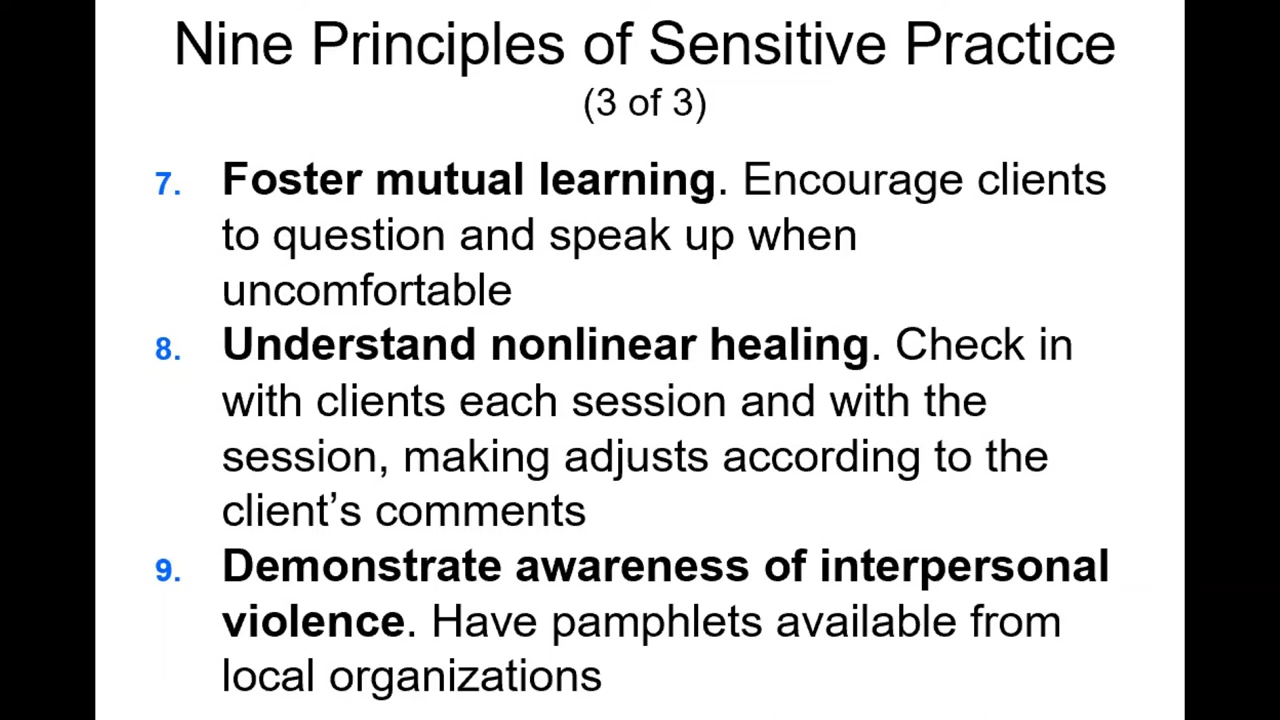 Nine Principles of Sensitive Practice
(3 of 3)
7. Foster mutual learning. Encourage clients
to question and speak up when
uncomfortable
8. Understand nonlinear healing. Check in
with clients each session and with the
session, making adjusts according to the
client’s comments
9. Demonstrate awareness of interpersonal
violence. Have pamphlets available from
local organizations